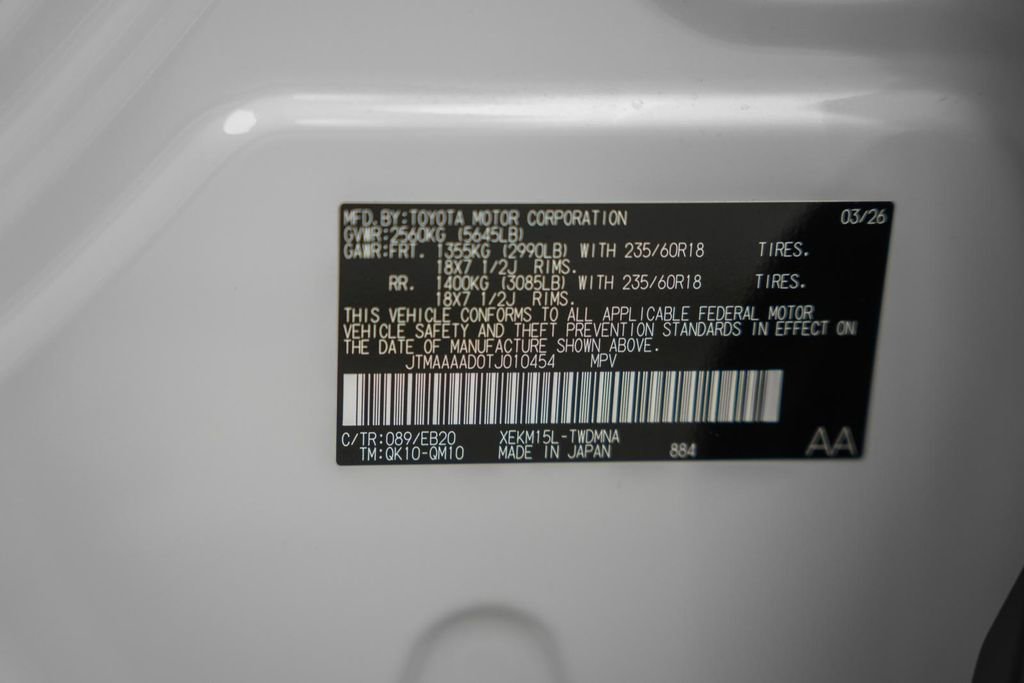 MFD.BY:TOYOTA MOTOR CORPORATION 03/26
GVWR:2560KG (5645LB)
GAWR:FRT. 1355KG (2990LB) WITH 235/60R18 TIRES.
18X7 1/2J RIMS.
RR. 1400KG (3085LB) WITH 235/60R18 TIRES.
18X7 1/2J RIMS.
THIS VEHICLE CONFORMS TO ALL APPLICABLE FEDERAL MOTOR
VEHICLE SAFETY AND THEFT PREVENTION STANDARDS IN EFFECT ON
THE DATE OF MANUFACTURE SHOWN ABOVE.
JTMAAAAD0TJ010454 MPV
C/TR:089/EB20 XEKM15L-TWDMNA
TM:QK10-QM10 MADE IN JAPAN 884 AA